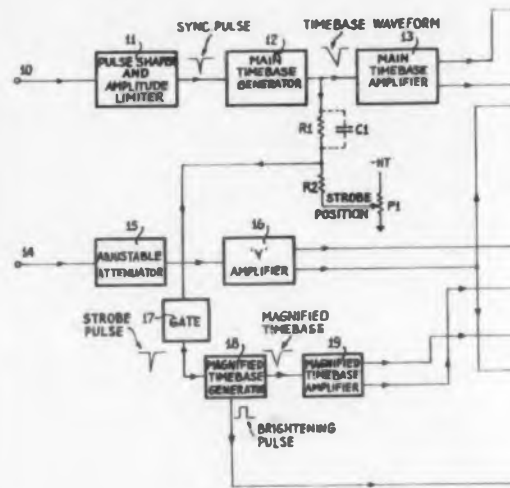 SYNC PULSE
TIMEBASE WAVEFORM
11
12
13
10
PULSE SHAPER
AND
AMPLITUDE
LIMITER
MAIN
TIMEBASE
GENERATOR
MAIN
TIMEBASE
AMPLIFIER
R1
C1
-HT
R2
STROBE
POSITION
P1
15
16
14
ADJUSTABLE
ATTENUATOR
'Y'
AMPLIFIER
STROBE
PULSE
17
GATE
MAGNIFIED
TIMEBASE
18
19
MAGNIFIED
TIMEBASE
GENERATOR
MAGNIFIED
TIMEBASE
AMPLIFIER
BRIGHTENING
PULSE